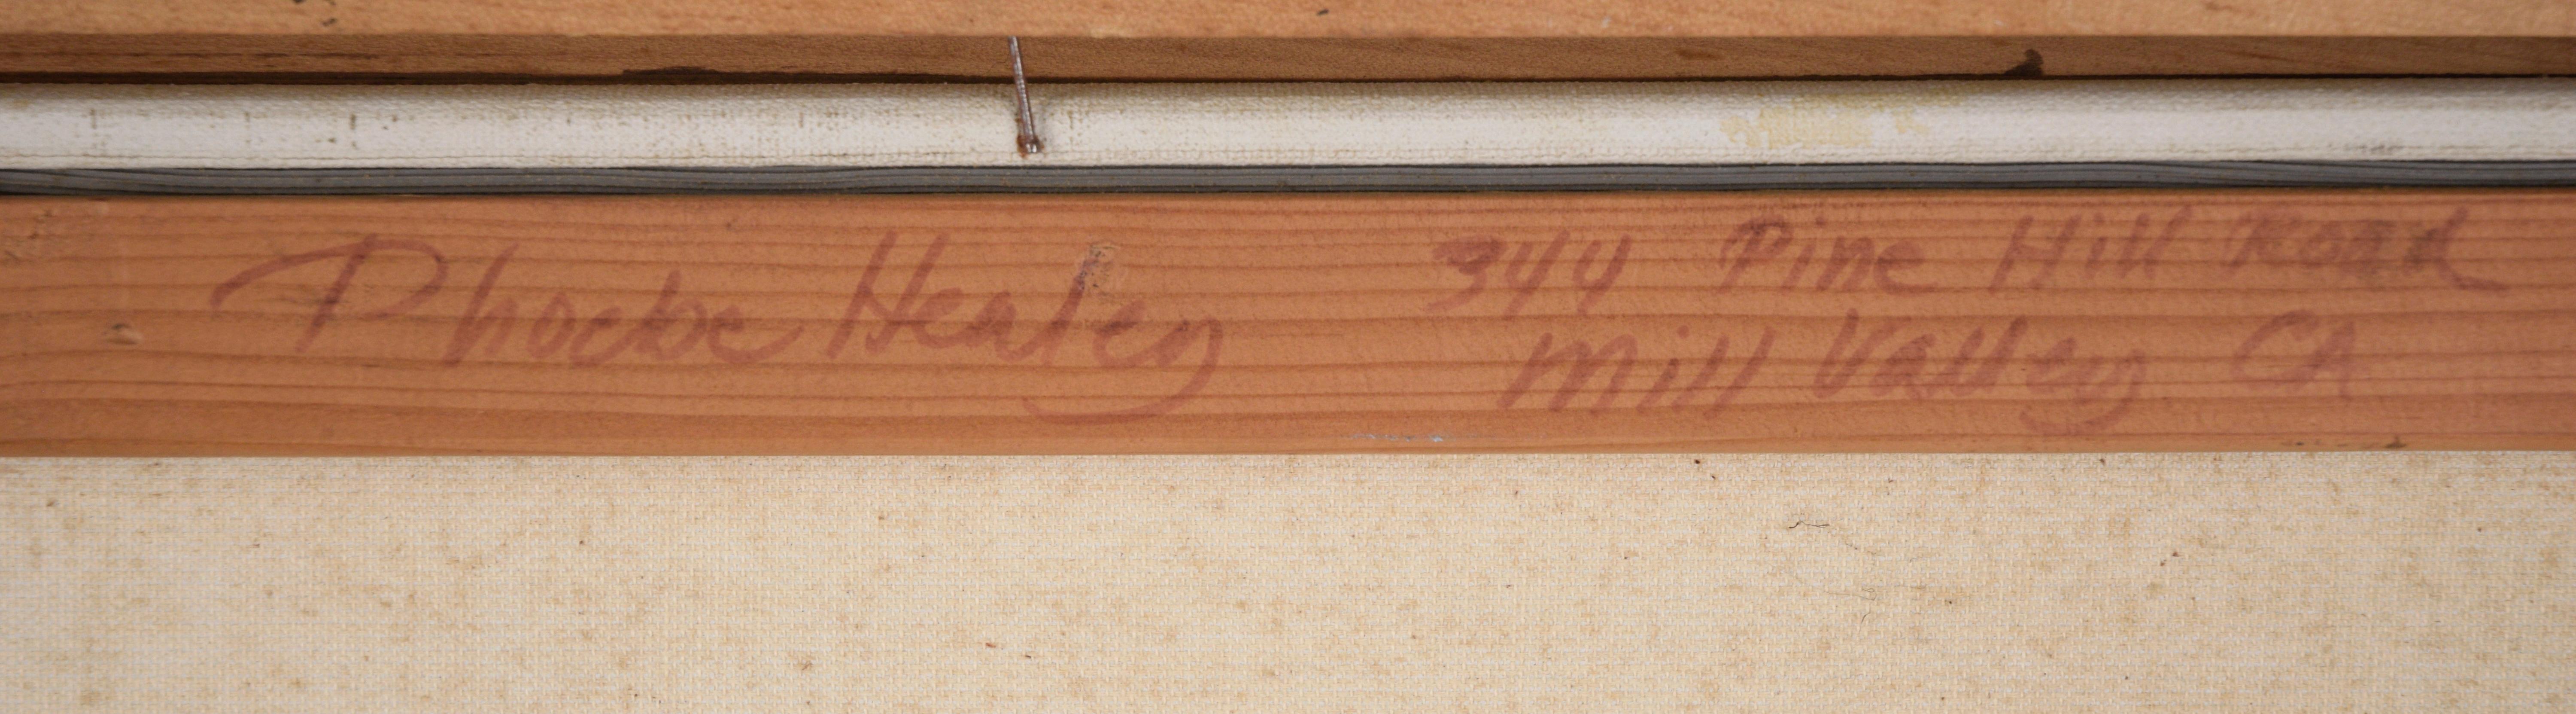 Phoebe Healey
344 Pine Hill Road
Mill Valley CA